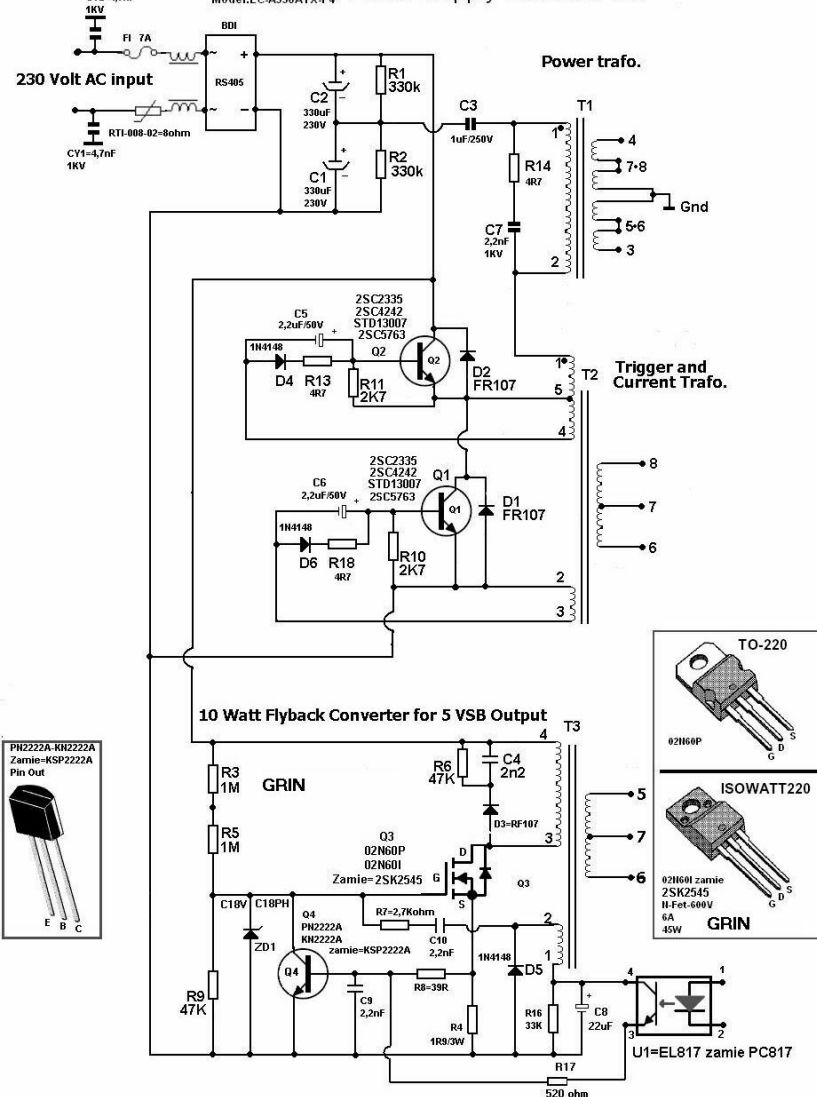 1KV
FI 7A
BDI
~ +
RS405
~ -
230 Volt AC input
RTI-008-02=8ohm
CY1=4,7nF
1KV
+
C2
330uF
230V
R1
330k
+
C1
330uF
230V
R2
330k
C3
1uF/250V
Power trafo.
T1
1
R14
4R7
C7
2,2nF
1KV
2
4
7•8
Gnd
5•6
3
2SC2335
2SC4242
STD13007
2SC5763
C5
2,2uF/50V
+
Q2
1N4148
D4
R13
4R7
R11
2K7
Q2
D2
FR107
1
T2
5
4
Trigger and
Current Trafo.
8
7
6
2SC2335
2SC4242
STD13007
2SC5763
C6
2,2uF/50V
+
Q1
Q1
D1
FR107
1N4148
D6
R18
4R7
R10
2K7
2
3
TO-220
02N60P
G D S
ISOWATT220
02N60I zamie
2SK2545
N-Fet-600V
6A
45W
G D S
GRIN
10 Watt Flyback Converter for 5 VSB Output
T3
4
PN2222A-KN2222A
Zamie=KSP2222A
Pin Out
E B C
R3
1M
GRIN
R6
47K
C4
2n2
D3=RF107
R5
1M
3
5
7
6
Q3
02N60P
02N60I
Zamie=2SK2545
D
G
S
Q3
C18V
C18PH
ZD1
Q4
PN2222A
KN2222A
zamie=KSP2222A
R7=2,7Kohm
C10
2,2nF
1N4148
D5
2
1
Q4
R9
47K
C9
2,2nF
R8=39R
R4
1R9/3W
R16
33K
+
C8
22uF
4
3
1
2
U1=EL817 zamie PC817
R17
520 ohm